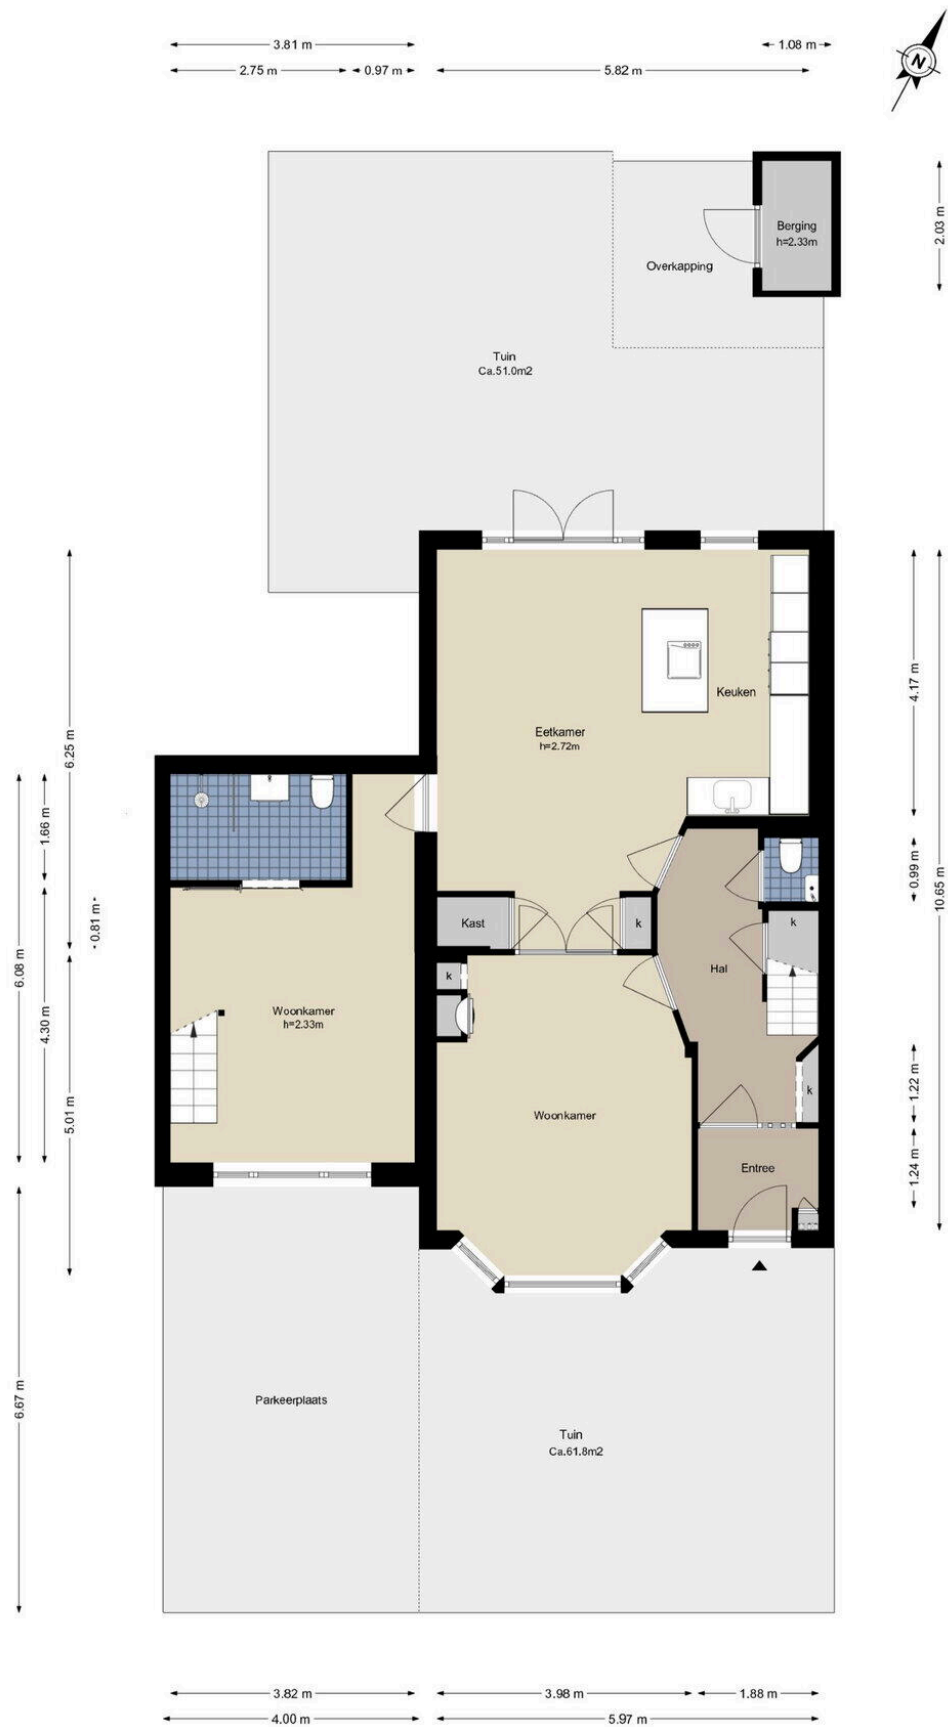 3.81 m
1.08 m
2.75 m
0.97 m
5.82 m
N
2.03 m
Berging
h=2.33m
Overkapping
Tuin
Ca.51.0m2
6.25 m
4.17 m
Keuken
Eetkamer
h=2.72m
6.08 m
1.66 m
0.81 m
0.99 m
10.65 m
Kast
k
k
Hal
k
Woonkamer
h=2.33m
4.30 m
5.01 m
1.22 m
k
Woonkamer
1.24 m
Entree
6.67 m
Parkeerplaats
Tuin
Ca.61.8m2
3.82 m
3.98 m
1.88 m
4.00 m
5.97 m